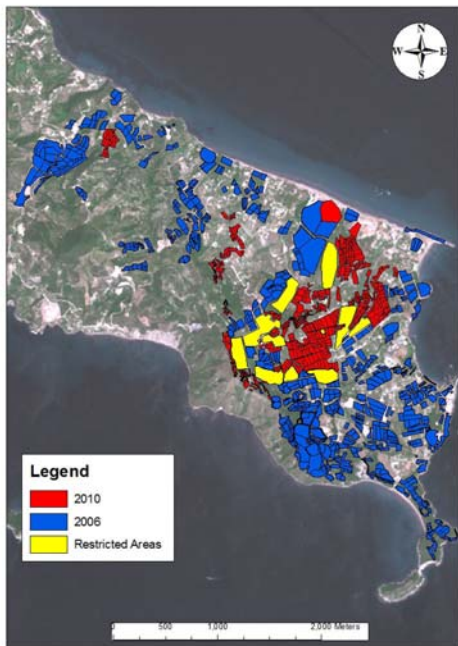 N
W E
S
Legend
2010
2006
Restricted Areas
0 500 1,000 2,000 Meters